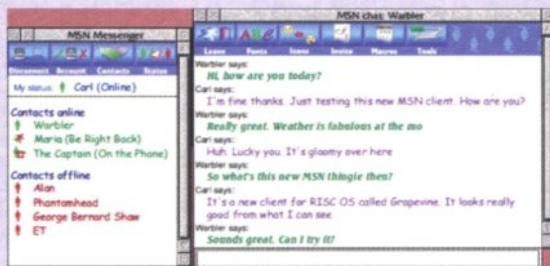 MSN Messenger
Disconnect Account Contacts Status
My status: Carl (Online)
Contacts online
Warbler
Maria (Be Right Back)
The Captain (On the Phone)
Contacts offline
Alan
Phantomhead
George Bernard Shaw
ET
MSN chat: Warbler
Leave Fonts Icons Invite Macros Tools
Warbler says:
Hi, how are you today?
Carl says:
I'm fine thanks. Just testing this new MSN client. How are you?
Warbler says:
Really great. Weather is fabulous at the mo
Carl says:
Huh. Lucky you. It's gloomy over here
Warbler says:
So what's this new MSN thingie then?
Carl says:
It's a new client for RISC OS called Grapevine. It looks really
good from what I can see
Warbler says:
Sounds great. Can I try it?